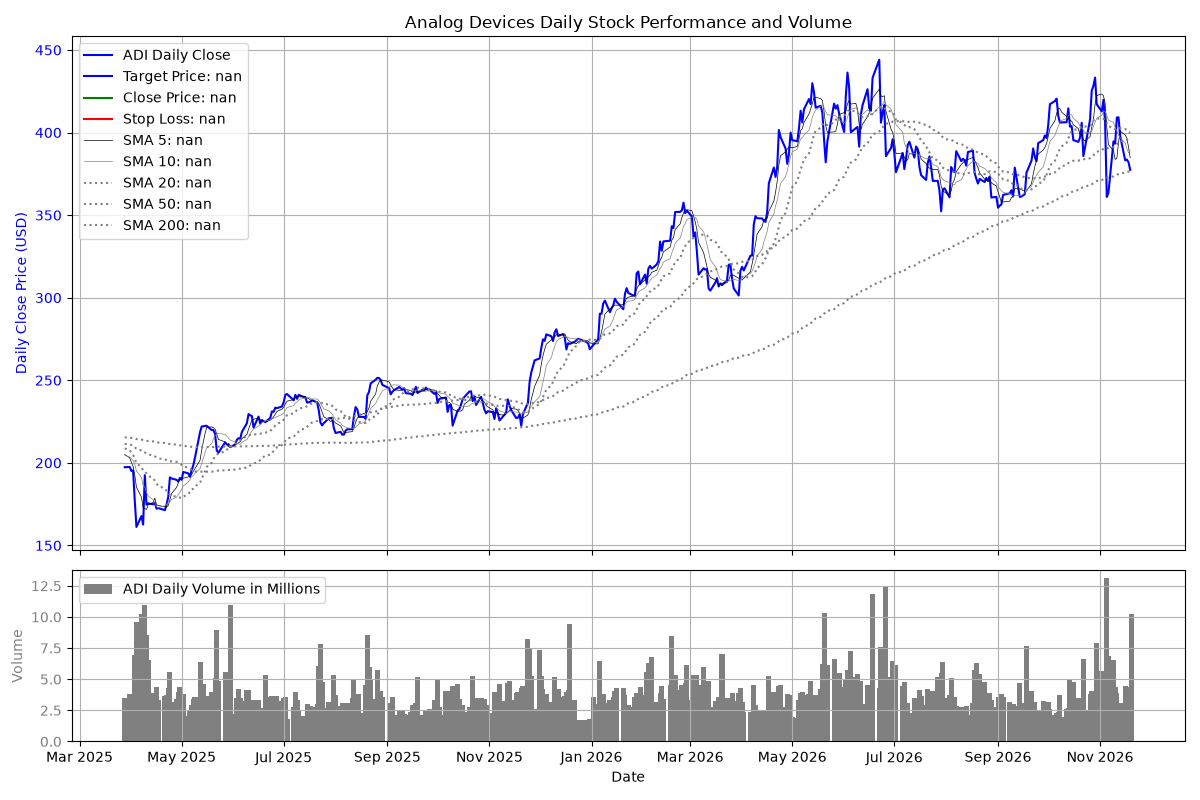 Analog Devices Daily Stock Performance and Volume
ADI Daily Close
Target Price: nan
Close Price: nan
Stop Loss: nan
SMA 5: nan
SMA 10: nan
SMA 20: nan
SMA 50: nan
SMA 200: nan
450
400
350
300
250
200
150
Daily Close Price (USD)
ADI Daily Volume in Millions
12.5
10.0
7.5
5.0
2.5
0.0
Volume
Mar 2025 May 2025 Jul 2025 Sep 2025 Nov 2025 Jan 2026 Mar 2026 May 2026 Jul 2026 Sep 2026 Nov 2026
Date